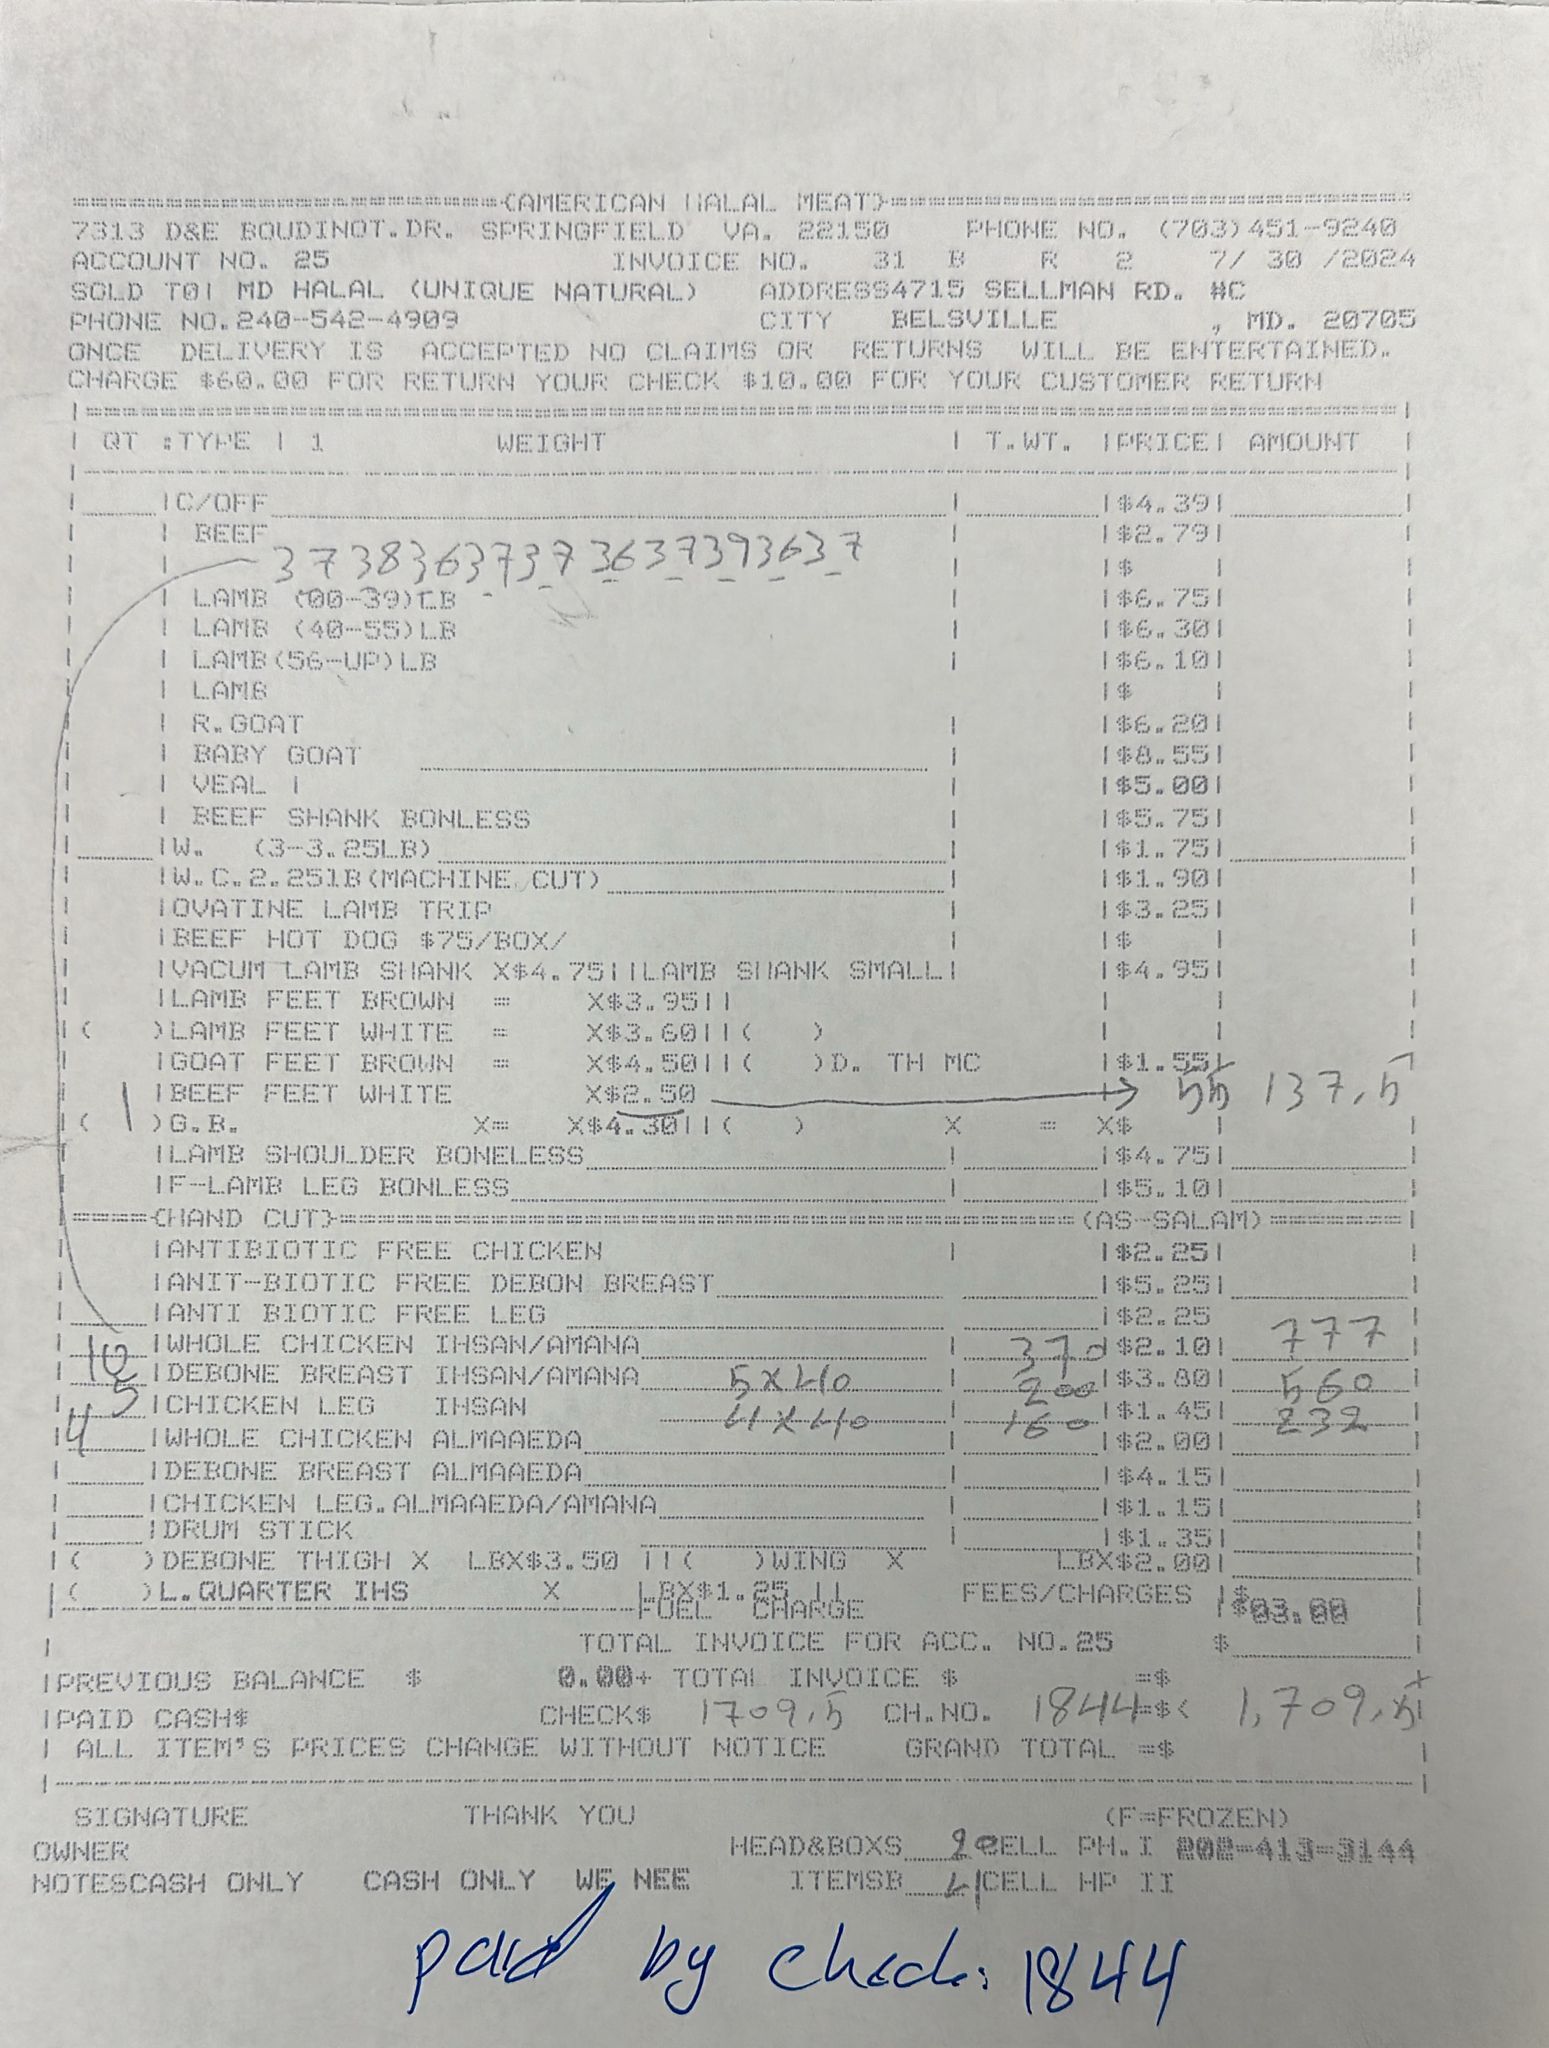 {AMERICAN HALAL MEAT}
7313 D&E BOUDINOT.DR. SPRINGFIELD VA. 22150 PHONE NO. (703)451-9240
ACCOUNT NO. 25 INVOICE NO. 31 B R 2 7/ 30 /2024
SOLD TO| MD HALAL (UNIQUE NATURAL) ADDRESS4715 SELLMAN RD. #C
PHONE NO.240-542-4909 CITY BELSVILLE , MD. 20705
ONCE DELIVERY IS ACCEPTED NO CLAIMS OR RETURNS WILL BE ENTERTAINED.
CHARGE $60.00 FOR RETURN YOUR CHECK $10.00 FOR YOUR CUSTOMER RETURN
QT :TYPE | 1 WEIGHT | T.WT. |PRICE| AMOUNT
|C/OFF |$4.39|
| BEEF |$2.79|
37 38 36 37 37 36 37 39 36 37 |$ |
| LAMB (00-39)LB |$6.75|
| LAMB (40-55)LB |$6.30|
| LAMB(56-UP)LB |$6.10|
| LAMB |$ |
| R.GOAT |$6.20|
| BABY GOAT |$8.55|
| VEAL | |$5.00|
| BEEF SHANK BONLESS |$5.75|
|W. (3-3.25LB) |$1.75|
|W.C.2.251B(MACHINE CUT) |$1.90|
|OVATINE LAMB TRIP |$3.25|
|BEEF HOT DOG $75/BOX/ |$
|VACUM LAMB SHANK X$4.75||LAMB SHANK SMALL| |$4.95|
|LAMB FEET BROWN = X$3.95||
|( )LAMB FEET WHITE = X$3.60||( )
|GOAT FEET BROWN = X$4.50||( )D. TH MC |$1.55|
|BEEF FEET WHITE X$2.50 → 55 137,5
( 1 )G.B. X= X$4.30||( ) X = X$ |
|LAMB SHOULDER BONELESS |$4.75|
|F-LAMB LEG BONLESS |$5.10|
====={HAND CUT}=====(AS-SALAM)=======|
|ANTIBIOTIC FREE CHICKEN |$2.25|
|ANIT-BIOTIC FREE DEBON BREAST |$5.25|
|ANTI BIOTIC FREE LEG |$2.25
10 |WHOLE CHICKEN IHSAN/AMANA 370 |$2.10| 777
5 |DEBONE BREAST IHSAN/AMANA 5x40 200 |$3.80| 560
4 |CHICKEN LEG IHSAN 4x40 160 |$1.45| 232
|WHOLE CHICKEN ALMAAEDA |$2.00|
|DEBONE BREAST ALMAAEDA |$4.15|
|CHICKEN LEG.ALMAAEDA/AMANA |$1.15|
|DRUM STICK |$1.35|
|( )DEBONE THIGH X LBX$3.50 ||( )WING X LBX$2.00|
|( )L.QUARTER IHS X LBX$1.25 || FEES/CHARGES |$
FUEL CHARGE |$03.00
TOTAL INVOICE FOR ACC. NO.25 $
|PREVIOUS BALANCE $ 0.00+ TOTAL INVOICE $ =$
|PAID CASH$ CHECK$ 1709,5 CH.NO. 1844=$< 1,709,5
| ALL ITEM'S PRICES CHANGE WITHOUT NOTICE GRAND TOTAL =$
SIGNATURE THANK YOU (F=FROZEN)
OWNER HEAD&BOXS 20 CELL PH.I 202-413-3144
NOTESCASH ONLY CASH ONLY WE NEE ITEMSB 4 CELL HP II
paid by check: 1844